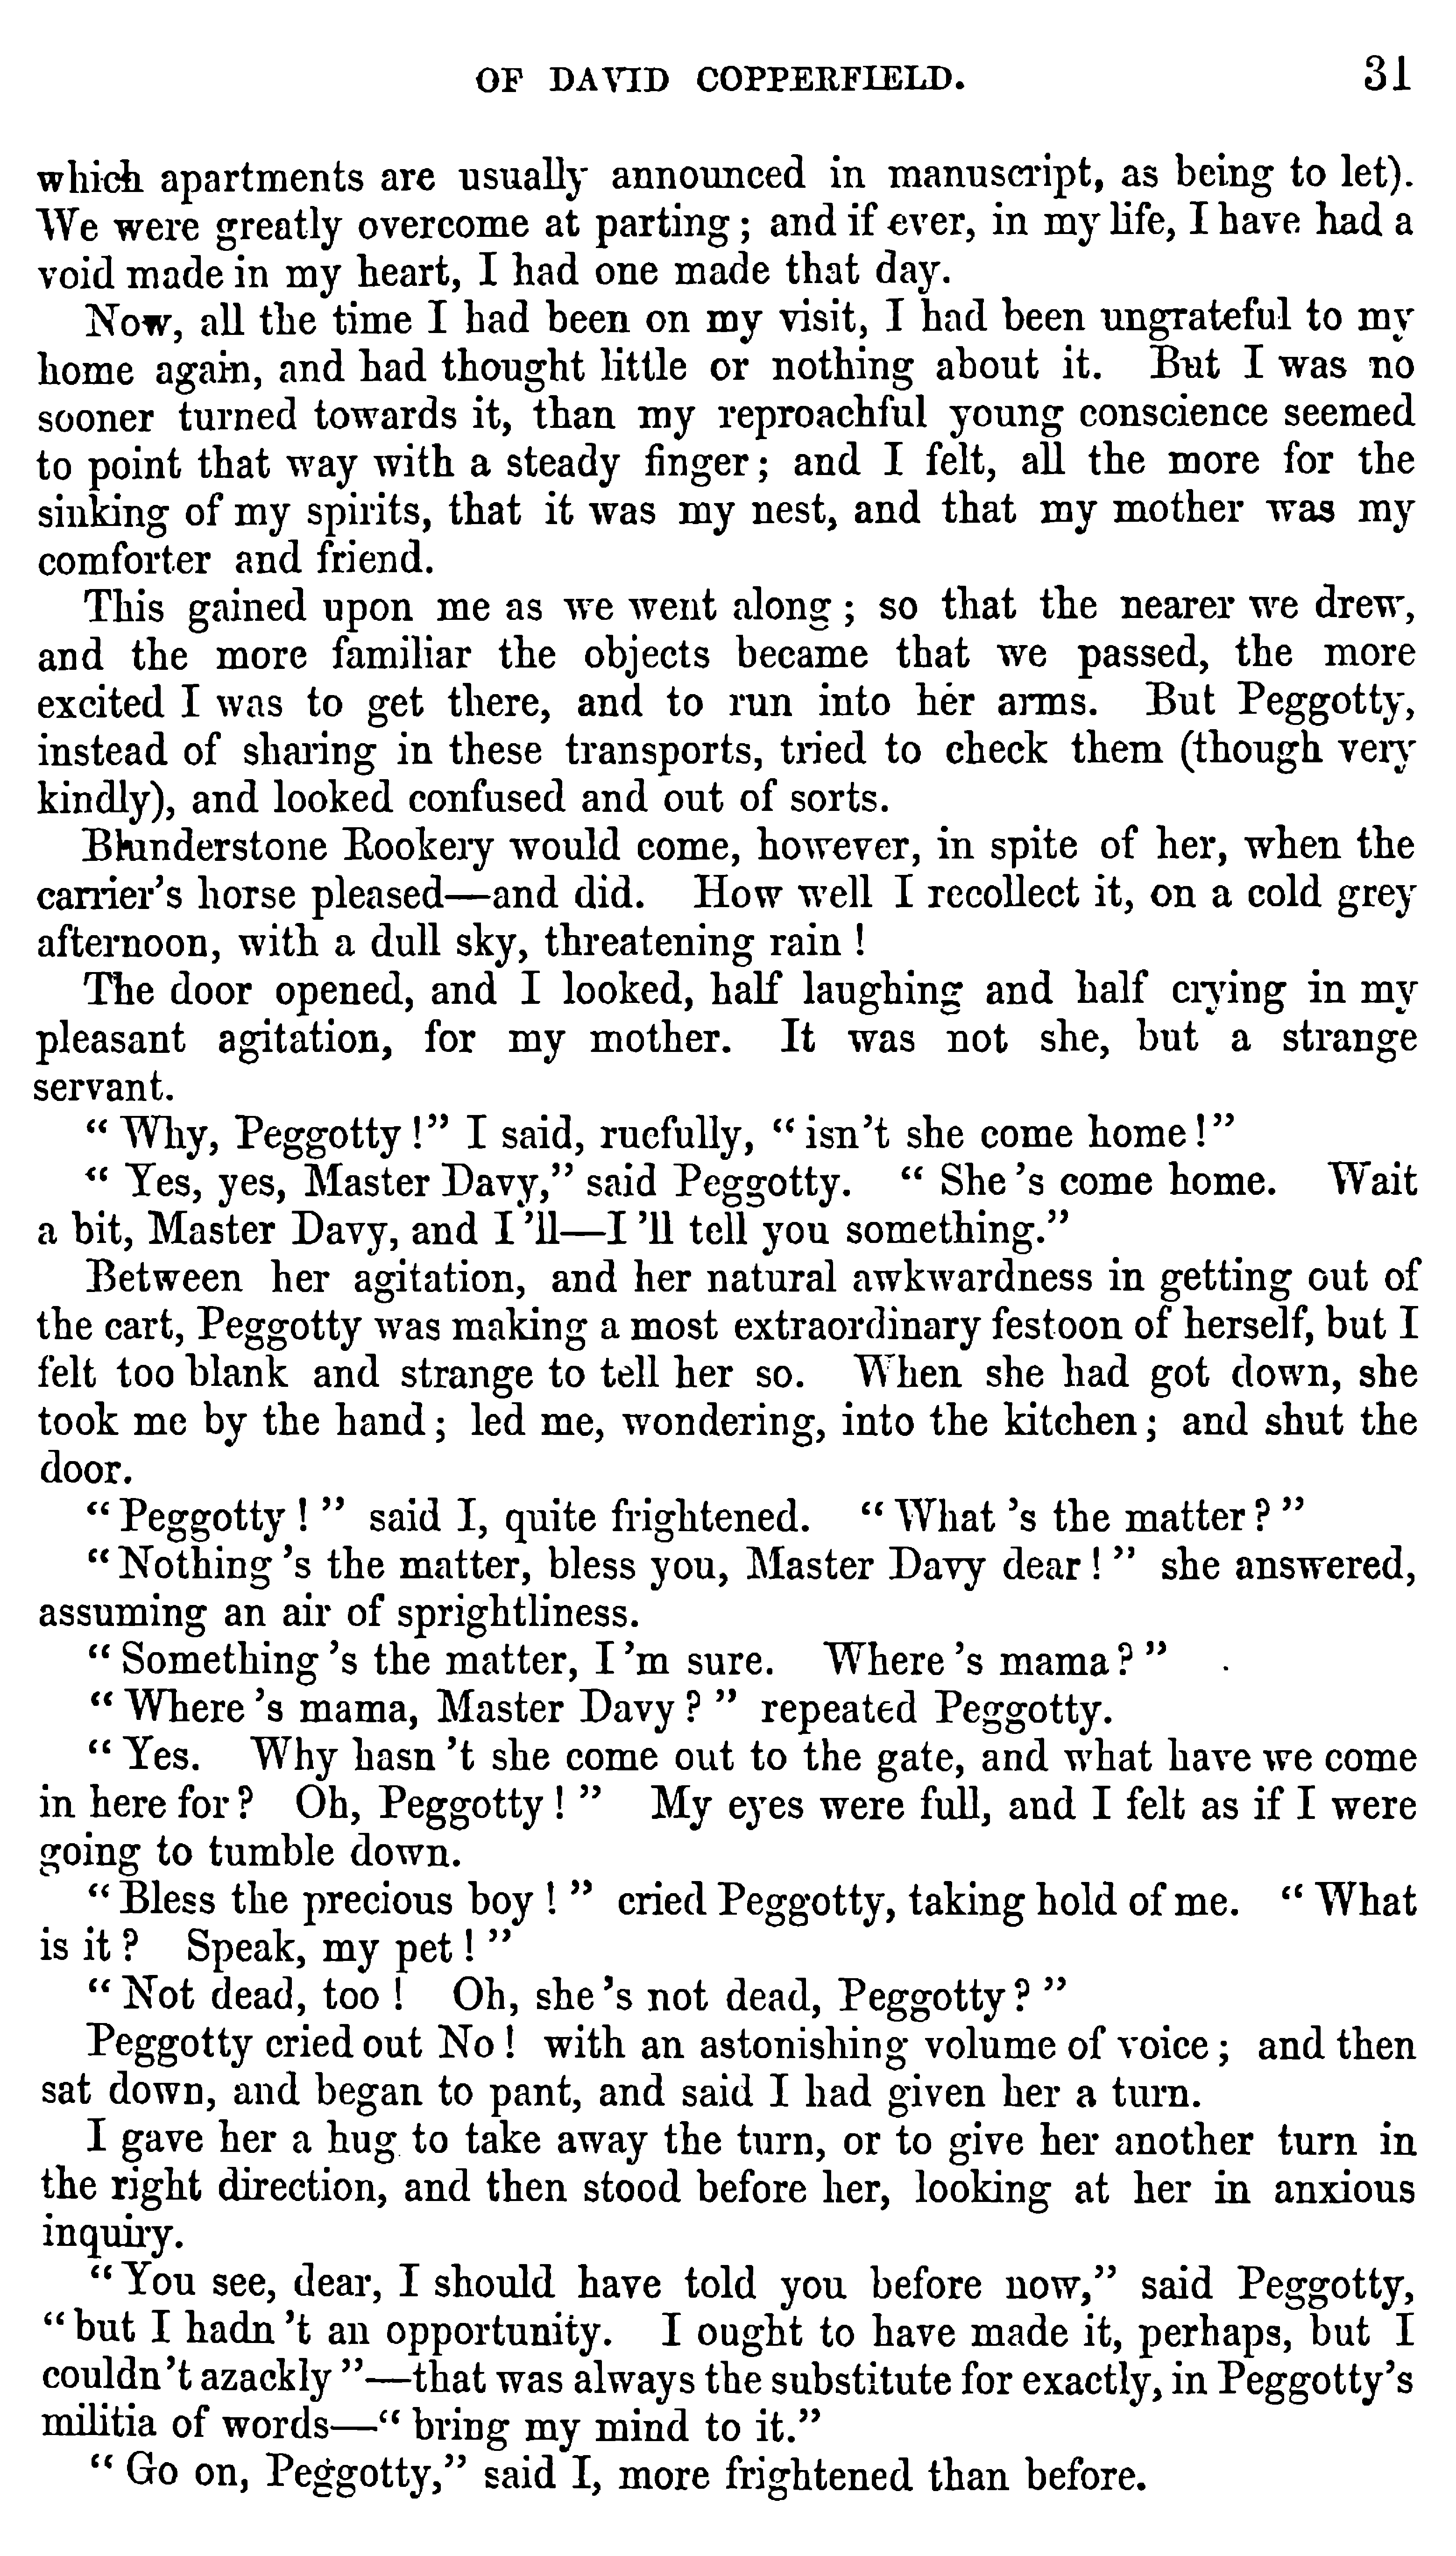 OF DAVID COPPERFIELD. 31
which apartments are usually announced in manuscript, as being to let).
We were greatly overcome at parting; and if ever, in my life, I have had a
void made in my heart, I had one made that day.
Now, all the time I had been on my visit, I had been ungrateful to my
home again, and had thought little or nothing about it. But I was no
sooner turned towards it, than my reproachful young conscience seemed
to point that way with a steady finger; and I felt, all the more for the
sinking of my spirits, that it was my nest, and that my mother was my
comforter and friend.
This gained upon me as we went along; so that the nearer we drew,
and the more familiar the objects became that we passed, the more
excited I was to get there, and to run into her arms. But Peggotty,
instead of sharing in these transports, tried to check them (though very
kindly), and looked confused and out of sorts.
Blunderstone Rookery would come, however, in spite of her, when the
carrier's horse pleased—and did. How well I recollect it, on a cold grey
afternoon, with a dull sky, threatening rain!
The door opened, and I looked, half laughing and half crying in my
pleasant agitation, for my mother. It was not she, but a strange
servant.
"Why, Peggotty!" I said, ruefully, "isn't she come home!"
"Yes, yes, Master Davy," said Peggotty. "She's come home. Wait
a bit, Master Davy, and I'll—I'll tell you something."
Between her agitation, and her natural awkwardness in getting out of
the cart, Peggotty was making a most extraordinary festoon of herself, but I
felt too blank and strange to tell her so. When she had got down, she
took me by the hand; led me, wondering, into the kitchen; and shut the
door.
"Peggotty!" said I, quite frightened. "What's the matter?"
"Nothing's the matter, bless you, Master Davy dear!" she answered,
assuming an air of sprightliness.
"Something's the matter, I'm sure. Where's mama?"
"Where's mama, Master Davy?" repeated Peggotty.
"Yes. Why hasn't she come out to the gate, and what have we come
in here for? Oh, Peggotty!" My eyes were full, and I felt as if I were
going to tumble down.
"Bless the precious boy!" cried Peggotty, taking hold of me. "What
is it? Speak, my pet!"
"Not dead, too! Oh, she's not dead, Peggotty?"
Peggotty cried out No! with an astonishing volume of voice; and then
sat down, and began to pant, and said I had given her a turn.
I gave her a hug to take away the turn, or to give her another turn in
the right direction, and then stood before her, looking at her in anxious
inquiry.
"You see, dear, I should have told you before now," said Peggotty,
"but I hadn't an opportunity. I ought to have made it, perhaps, but I
couldn't azackly"—that was always the substitute for exactly, in Peggotty's
militia of words—"bring my mind to it."
"Go on, Peggotty," said I, more frightened than before.